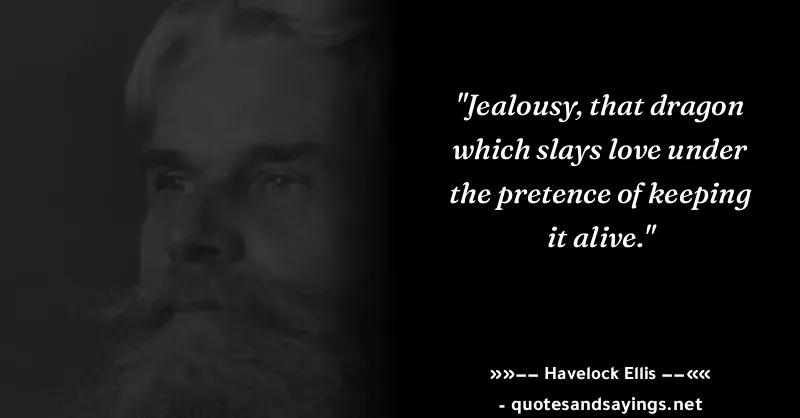 "Jealousy, that dragon
which slays love under
the pretence of keeping
it alive."
»»—— Havelock Ellis ——««
- quotesandsayings.net